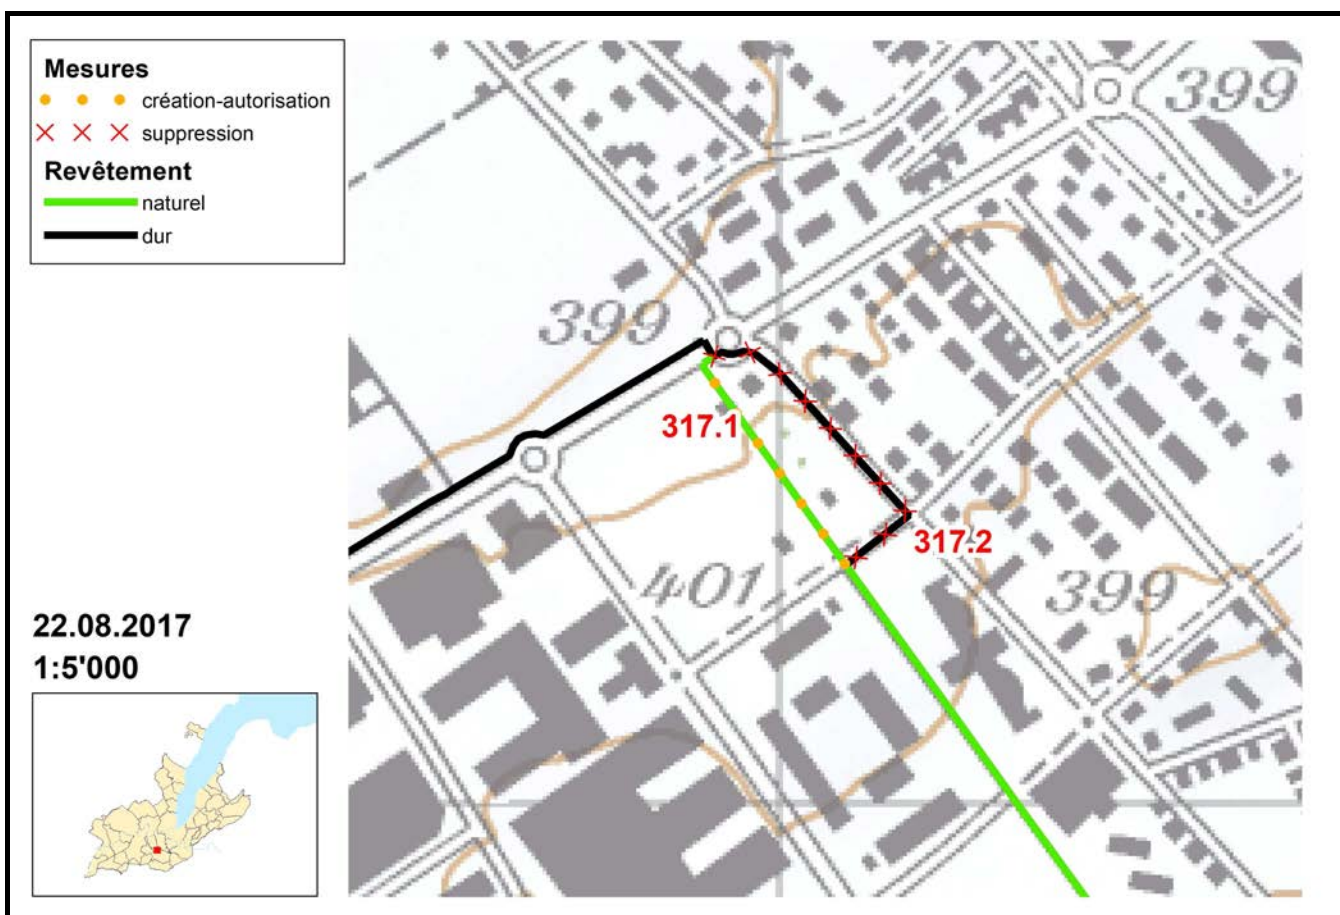 Mesures
création-autorisation
suppression
Revêtement
naturel
dur
399
399
317.1
317.2
401
399
22.08.2017
1:5'000